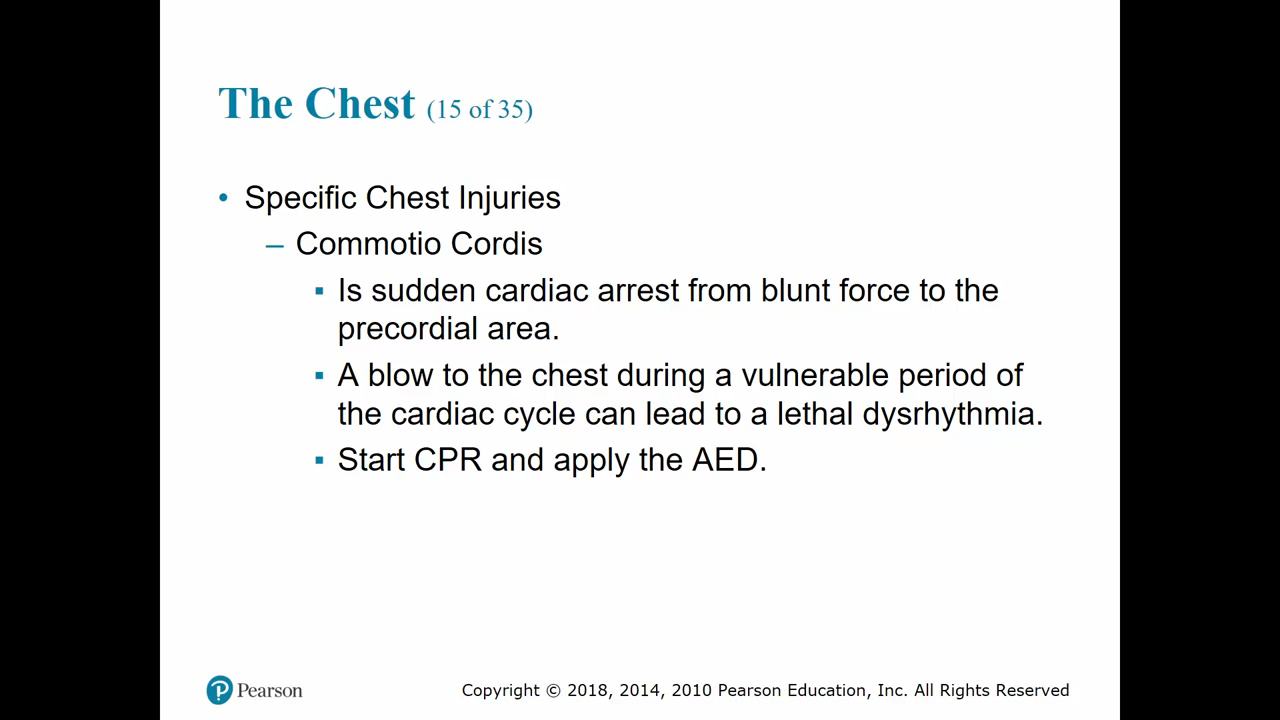 The Chest (15 of 35)
• Specific Chest Injuries
– Commotio Cordis
▪ Is sudden cardiac arrest from blunt force to the
precordial area.
▪ A blow to the chest during a vulnerable period of
the cardiac cycle can lead to a lethal dysrhythmia.
▪ Start CPR and apply the AED.
Pearson
Copyright © 2018, 2014, 2010 Pearson Education, Inc. All Rights Reserved